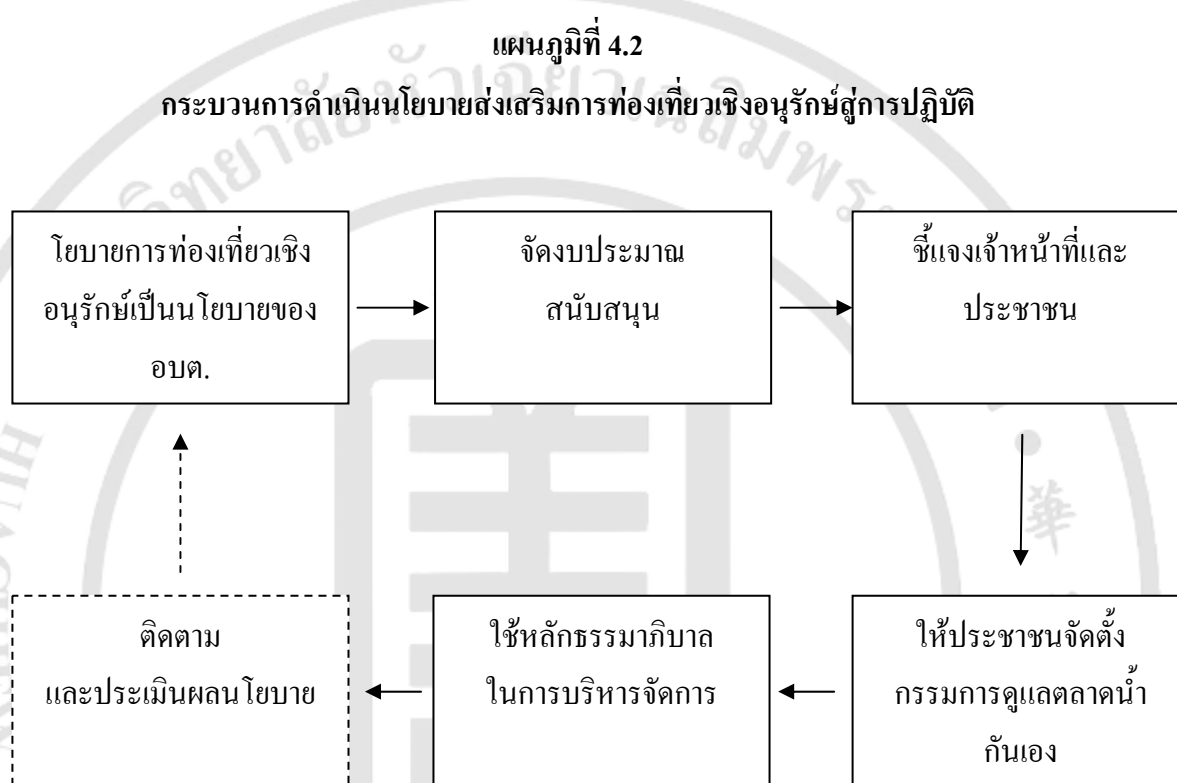 แผนภูมิที่ 4.2
กระบวนการดำเนินนโยบายส่งเสริมการท่องเที่ยวเชิงอนุรักษ์สู่การปฏิบัติ
โยบายการท่องเที่ยวเชิง
อนุรักษ์เป็นนโยบายของ
อบต.
จัดงบประมาณ
สนับสนุน
ชี้แจงเจ้าหน้าที่และ
ประชาชน
ให้ประชาชนจัดตั้ง
กรรมการดูแลตลาดน้ำ
กันเอง
ใช้หลักธรรมาภิบาล
ในการบริหารจัดการ
ติดตาม
และประเมินผลนโยบาย
華